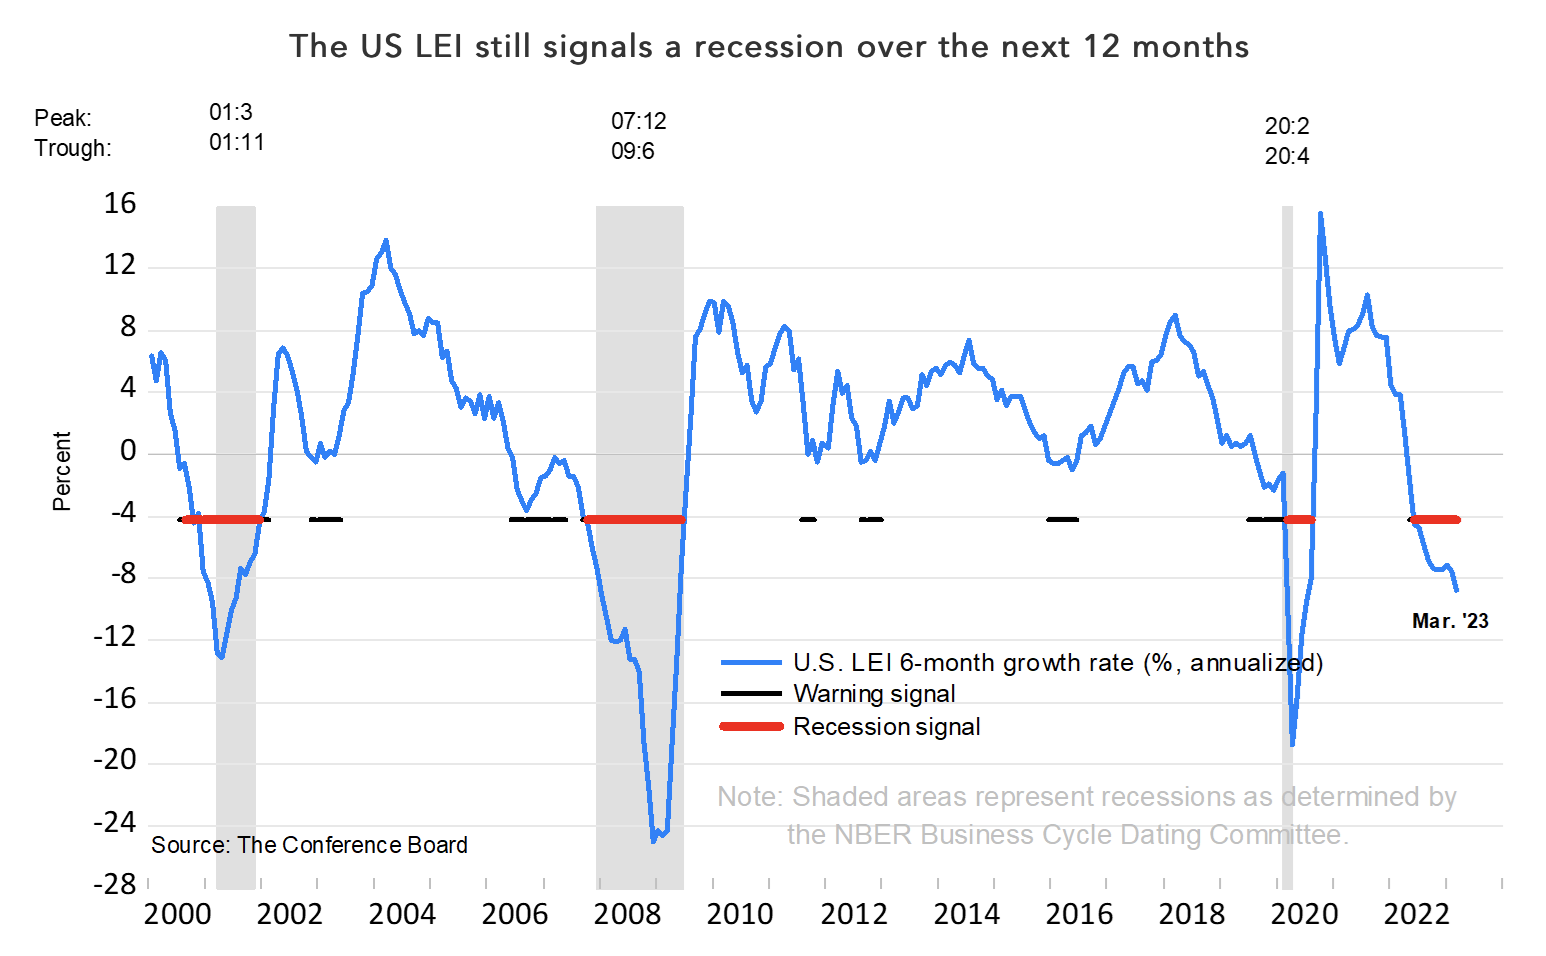 The US LEI still signals a recession over the next 12 months
Peak:
Trough:
01:3
01:11
07:12
09:6
20:2
20:4
16
12
8
4
0
-4
-8
-12
-16
-20
-24
-28
Percent
Mar. '23
U.S. LEI 6-month growth rate (%, annualized)
Warning signal
Recession signal
Note: Shaded areas represent recessions as determined by
the NBER Business Cycle Dating Committee.
Source: The Conference Board
2000 2002 2004 2006 2008 2010 2012 2014 2016 2018 2020 2022